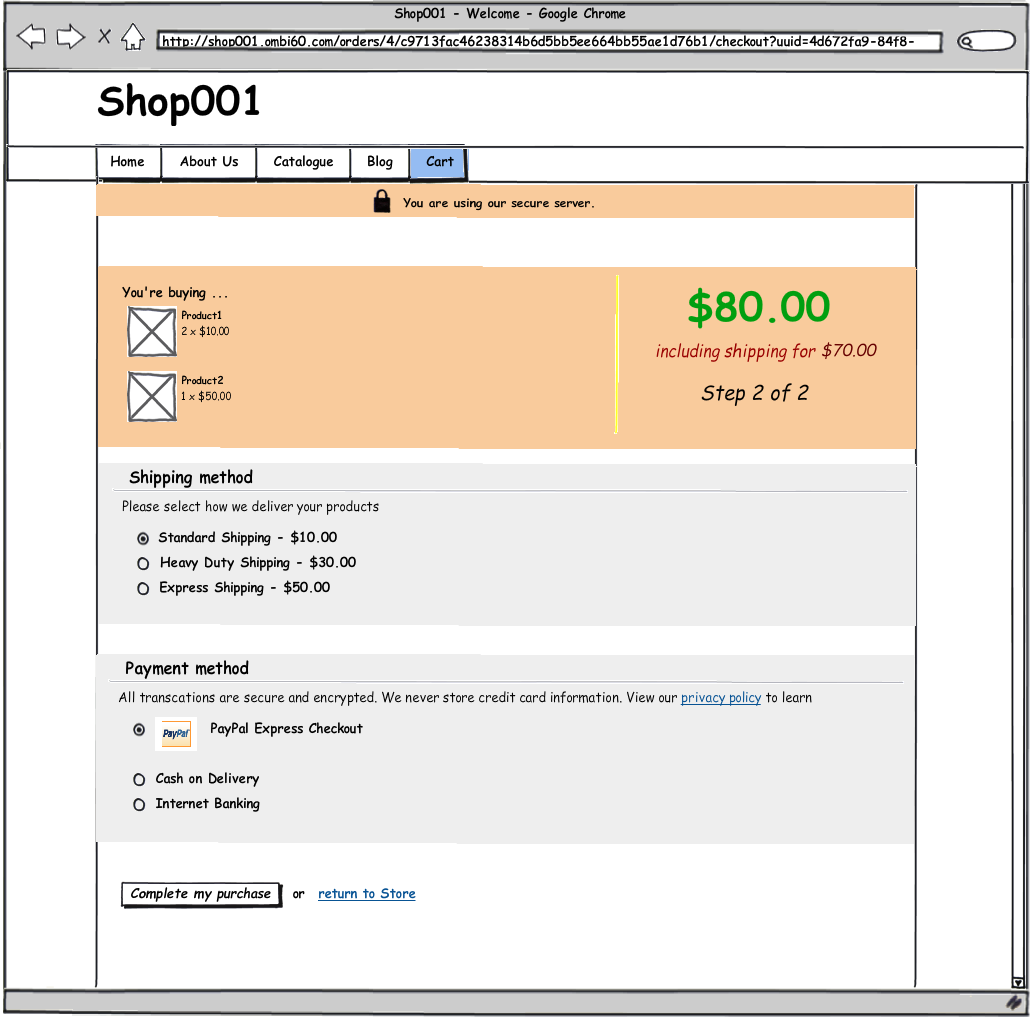 Shop001 - Welcome - Google Chrome
http://shop001.ombi60.com/orders/4/c9713fac46238314b6d5bb5ee664bb55ae1d76b1/checkout?uuid=4d672fa9-84f8-
Shop001
Home About Us Catalogue Blog Cart
You are using our secure server.
You're buying ...
Product1
2 x $10.00
Product2
1 x $50.00
$80.00
including shipping for $70.00
Step 2 of 2
Shipping method
Please select how we deliver your products
Standard Shipping - $10.00
Heavy Duty Shipping - $30.00
Express Shipping - $50.00
Payment method
All transcations are secure and encrypted. We never store credit card information. View our privacy policy to learn
PayPal PayPal Express Checkout
Cash on Delivery
Internet Banking
Complete my purchase or return to Store